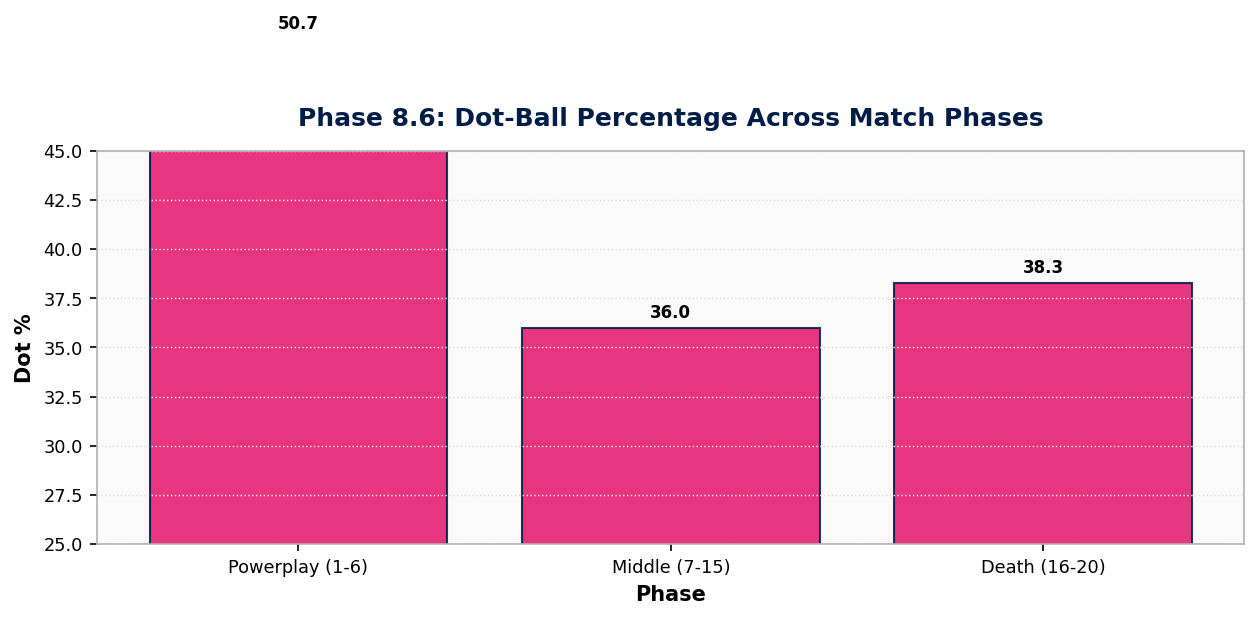 50.7
Phase 8.6: Dot-Ball Percentage Across Match Phases
45.0
42.5
40.0
37.5
35.0
32.5
30.0
27.5
25.0
Dot %
36.0
38.3
Powerplay (1-6)
Middle (7-15)
Death (16-20)
Phase